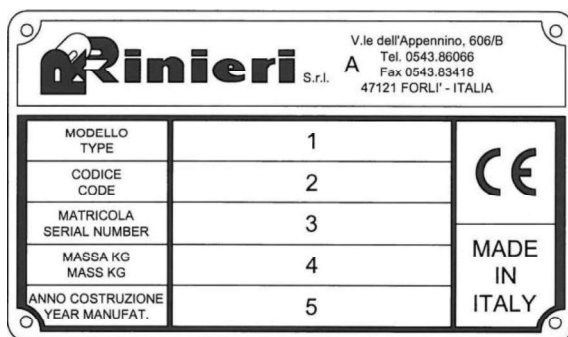 Rinieri S.r.l.
A
V.le dell'Appennino, 606/B
Tel. 0543.86066
Fax 0543.83418
47121 FORLI' - ITALIA
MODELLO
TYPE
1
CODICE
CODE
2
MATRICOLA
SERIAL NUMBER
3
MASSA KG
MASS KG
4
ANNO COSTRUZIONE
YEAR MANUFAT.
5
CE
MADE
IN
ITALY